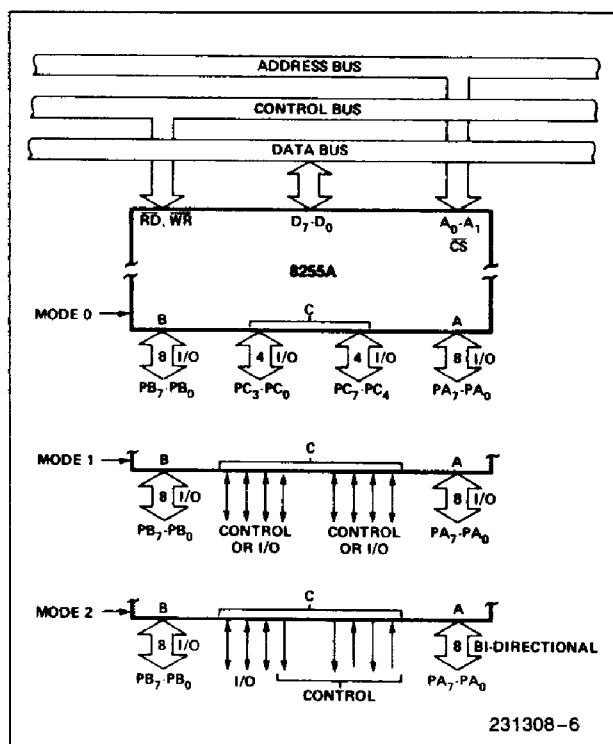 ADDRESS BUS
CONTROL BUS
DATA BUS
RD, WR D7-D0 A0-A1
CS
8255A
MODE 0
B C A
8 I/O 4 I/O 4 I/O 8 I/O
PB7-PB0 PC3-PC0 PC7-PC4 PA7-PA0
MODE 1
B C A
8 I/O 8 I/O
PB7-PB0 CONTROL OR I/O CONTROL OR I/O PA7-PA0
MODE 2
B C A
8 I/O 8 BI-DIRECTIONAL
PB7-PB0 I/O CONTROL PA7-PA0
231308-6